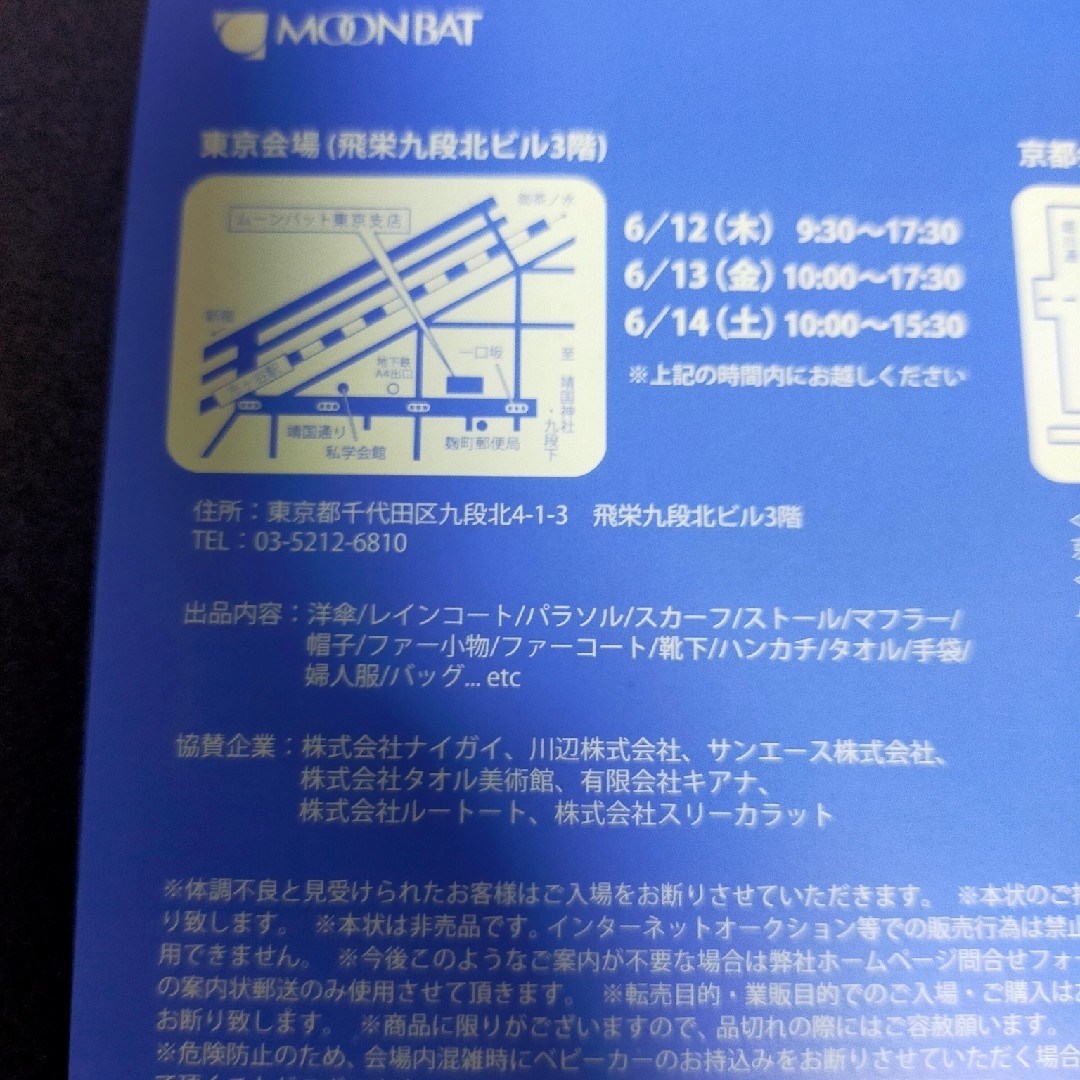 MOONBAT
東京会場 (飛栄九段北ビル3階)
京都
ムーンバット東京支店
御茶ノ水
新宿
市ヶ谷駅
地下鉄
A4出口
一口坂
至 靖国神社・九段下
靖国通り
私学会館
麹町郵便局
6/12(木) 9:30〜17:30
6/13(金) 10:00〜17:30
6/14(土) 10:00〜15:30
※上記の時間内にお越しください
住所:東京都千代田区九段北4-1-3 飛栄九段北ビル3階
TEL:03-5212-6810
出品内容:洋傘/レインコート/パラソル/スカーフ/ストール/マフラー/
帽子/ファー小物/ファーコート/靴下/ハンカチ/タオル/手袋/
婦人服/バッグ... etc
協賛企業:株式会社ナイガイ、川辺株式会社、サンエース株式会社、
株式会社タオル美術館、有限会社キアナ、
株式会社ルートート、株式会社スリーカラット
※体調不良と見受けられたお客様はご入場をお断りさせていただきます。 ※本状のご
り致します。 ※本状は非売品です。インターネットオークション等での販売行為は禁止
用できません。 ※今後このようなご案内が不要な場合は弊社ホームページ問合せフォー
の案内状郵送のみ使用させて頂きます。 ※転売目的・業販目的でのご入場・ご購入は
お断り致します。 ※商品に限りがございますので、品切れの際にはご容赦願います。
※危険防止のため、会場内混雑時にベビーカーのお持込みをお断りさせていただく場合